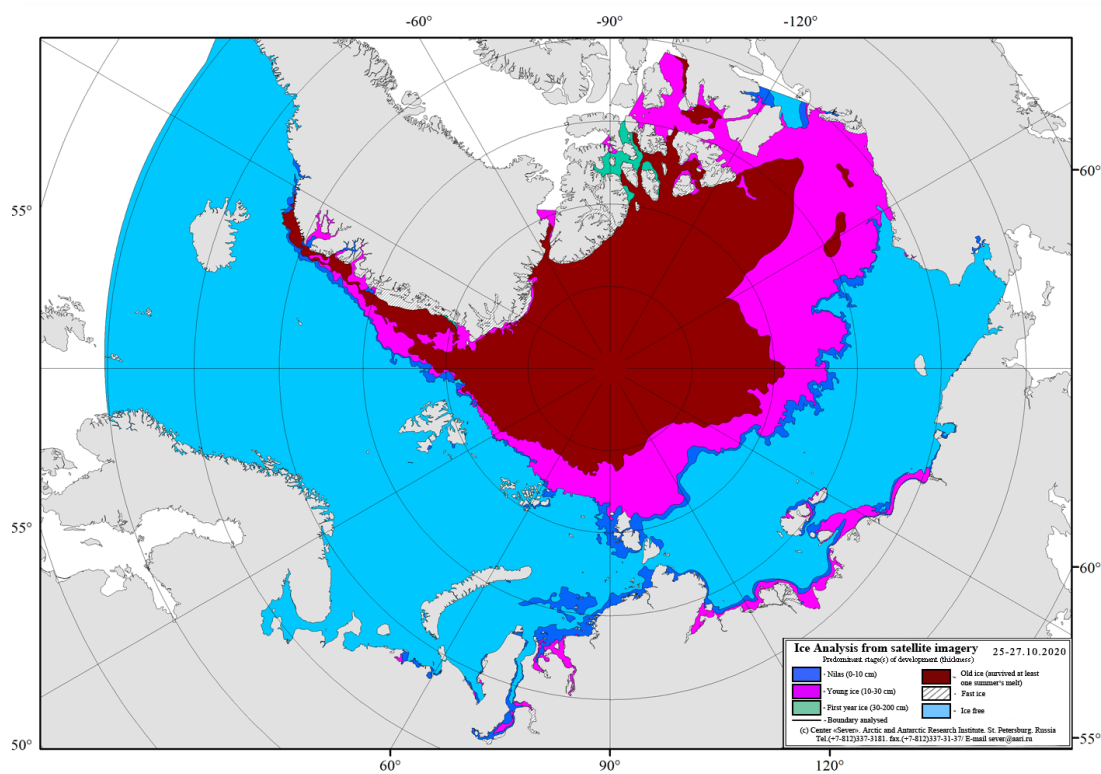 -60° -90° -120°
60°
55°
55°
60°
50° 55°
60° 90° 120°
Ice Analysis from satellite imagery 25-27.10.2020
Predominant stage(s) of development (thickness)
- Nilas (0-10 cm)
- Young ice (10-30 cm)
- First year ice (30-200 cm)
- Boundary analysed
- Old ice (survived at least
one summer's melt)
- Fast ice
- Ice free
(c) Center «Sever». Arctic and Antarctic Research Institute. St. Petersburg. Russia
Tel.(+7-812)337-3181. fax.(+7-812)337-31-37/ E-mail sever@aari.ru